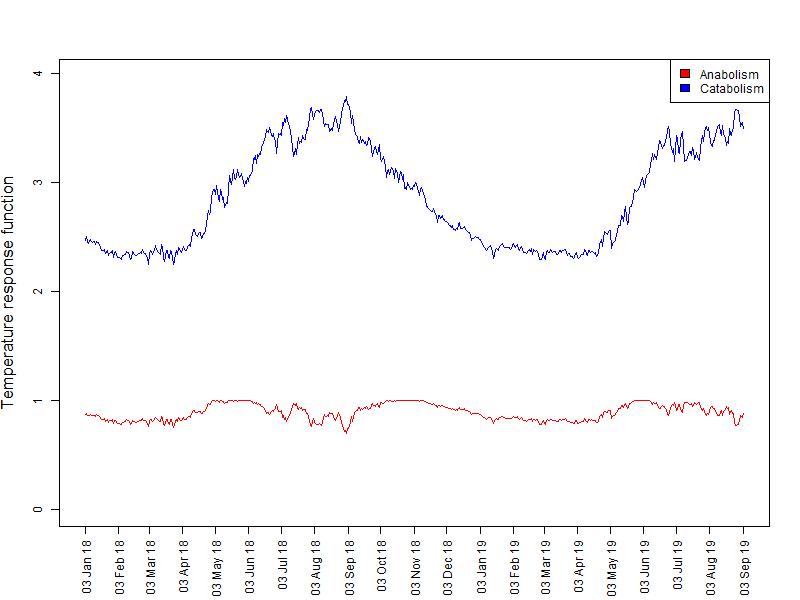 Anabolism
Catabolism
Temperature response function
4
3
2
1
0
03 Jan 18
03 Feb 18
03 Mar 18
03 Apr 18
03 May 18
03 Jun 18
03 Jul 18
03 Aug 18
03 Sep 18
03 Oct 18
03 Nov 18
03 Dec 18
03 Jan 19
03 Feb 19
03 Mar 19
03 Apr 19
03 May 19
03 Jun 19
03 Jul 19
03 Aug 19
03 Sep 19